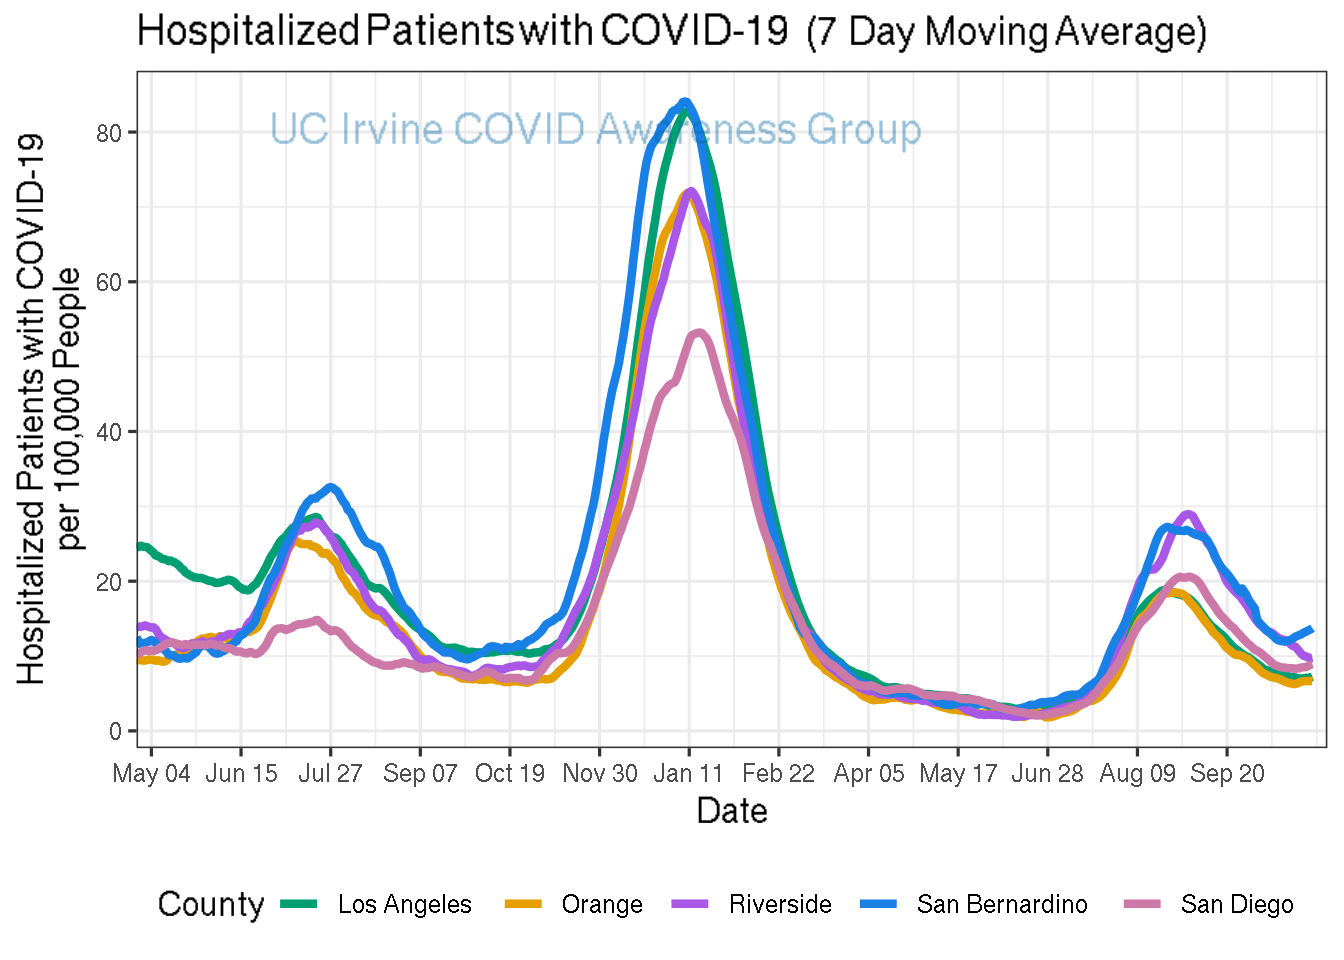 Hospitalized Patients with COVID-19 (7 Day Moving Average)
UC Irvine COVID Awareness Group
Hospitalized Patients with COVID-19
per 100,000 People
80
60
40
20
0
May 04 Jun 15 Jul 27 Sep 07 Oct 19 Nov 30 Jan 11 Feb 22 Apr 05 May 17 Jun 28 Aug 09 Sep 20
Date
County Los Angeles Orange Riverside San Bernardino San Diego